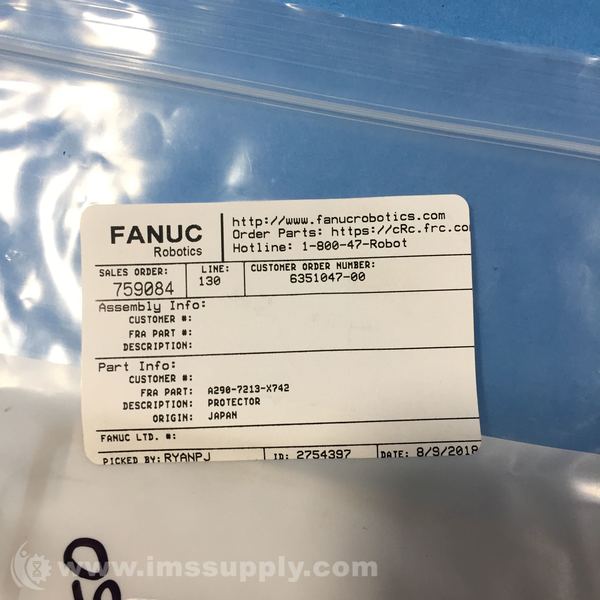 FANUC
Robotics
http://www.fanucrobotics.com
Order Parts: https://cRc.frc.co
Hotline: 1-800-47-Robot
SALES ORDER: 759084
LINE: 130
CUSTOMER ORDER NUMBER: 6351047-00
Assembly Info:
CUSTOMER #:
FRA PART #:
DESCRIPTION:
Part Info:
CUSTOMER #:
FRA PART: A290-7213-X742
DESCRIPTION: PROTECTOR
ORIGIN: JAPAN
FANUC LTD. #:
PICKED BY: RYANPJ ID: 2754397 DATE: 8/9/2018
www.imssupply.com